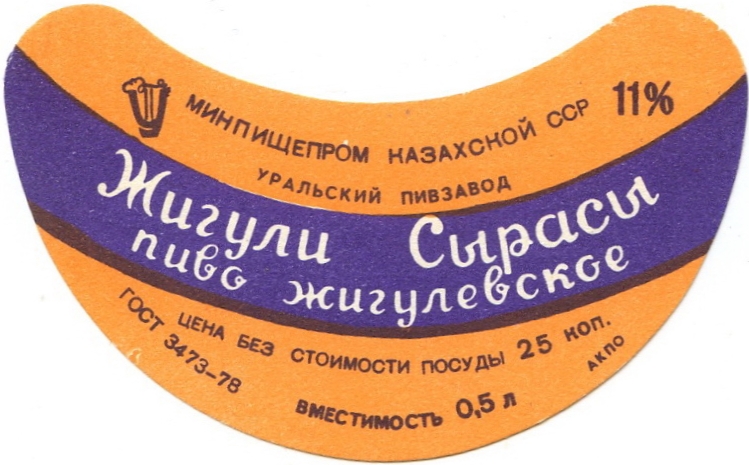 МИНПИЩЕПРОМ КАЗАХСКОЙ ССР 11%
УРАЛЬСКИЙ ПИВЗАВОД
Жигули Сырасы
пиво жигулевское
ЦЕНА БЕЗ СТОИМОСТИ ПОСУДЫ 25 КОП.
ГОСТ 3473-78
ВМЕСТИМОСТЬ 0,5 л
АКПО